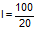 I = 100/20